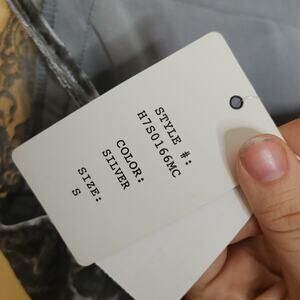 STYLE #:
H7S0166MC
COLOR:
SILVER
SIZE:
S